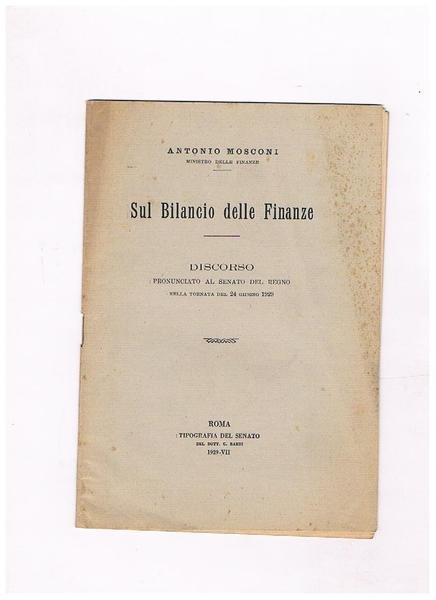 ANTONIO MOSCONI
MINISTRO DELLE FINANZE
Sul Bilancio delle Finanze
DISCORSO
PRONUNCIATO AL SENATO DEL REGNO
NELLA TORNATA DEL 24 GIUGNO 1929
ROMA
TIPOGRAFIA DEL SENATO
DEL DOTT. G. BARDI
1929-VII